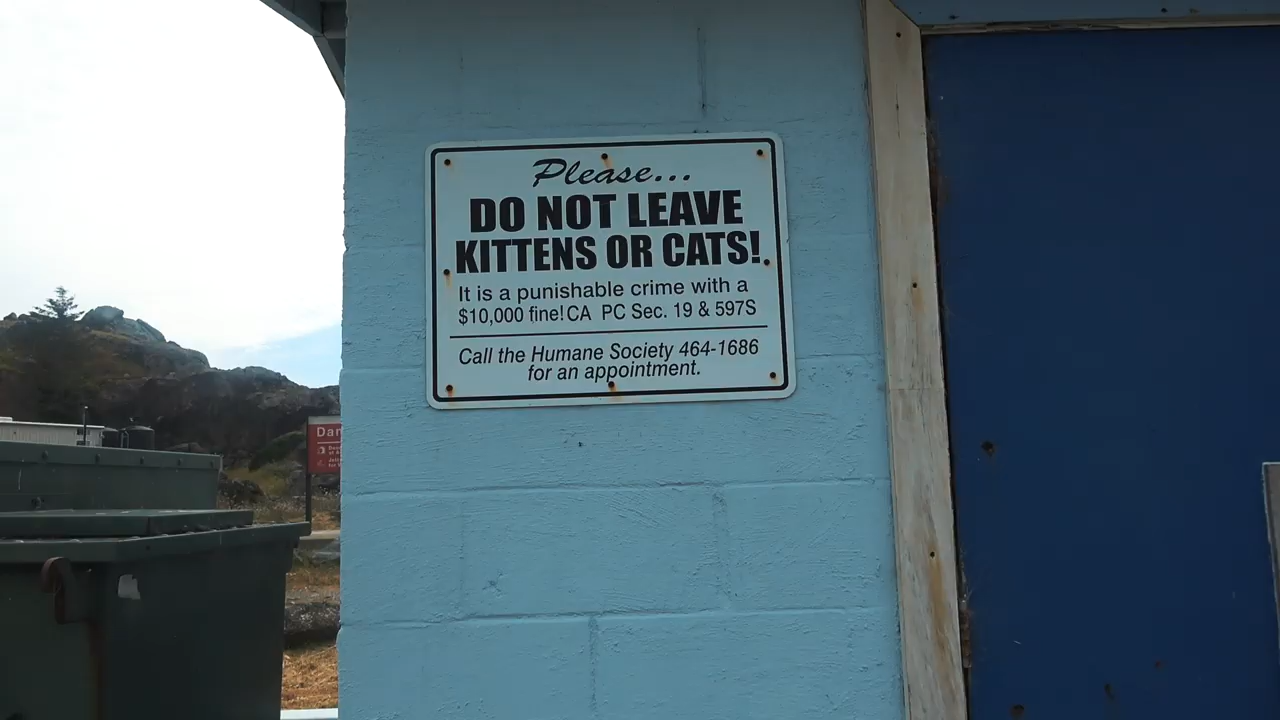 Please...
DO NOT LEAVE
KITTENS OR CATS!
It is a punishable crime with a
$10,000 fine! CA PC Sec. 19 & 597S
Call the Humane Society 464-1686
for an appointment.